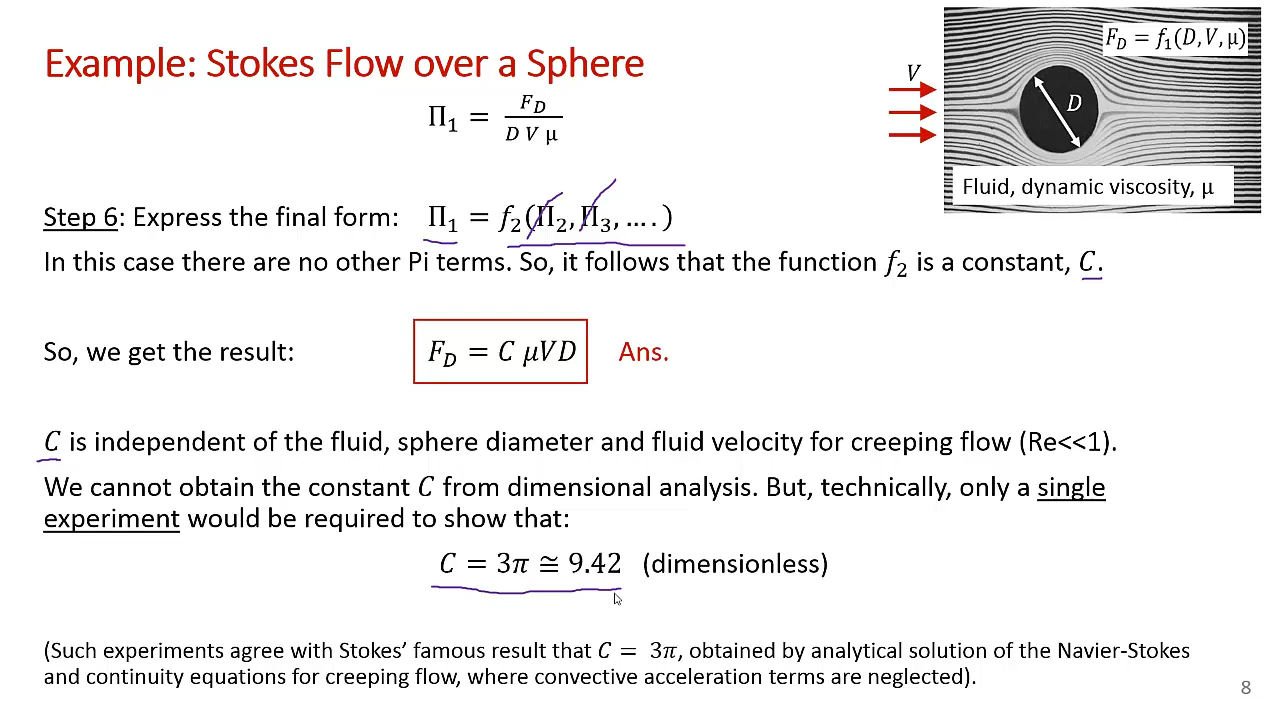 Example: Stokes Flow over a Sphere
Π₁ = F_D / D V μ
F_D = f₁(D, V, μ)
V
D
Fluid, dynamic viscosity, μ
Step 6: Express the final form: Π₁ = f₂(Π₂, Π₃, … . )
In this case there are no other Pi terms. So, it follows that the function f₂ is a constant, C.
So, we get the result: F_D = C μVD Ans.
C is independent of the fluid, sphere diameter and fluid velocity for creeping flow (Re<<1).
We cannot obtain the constant C from dimensional analysis. But, technically, only a single
experiment would be required to show that:
C = 3π ≅ 9.42 (dimensionless)
(Such experiments agree with Stokes’ famous result that C = 3π, obtained by analytical solution of the Navier-Stokes
and continuity equations for creeping flow, where convective acceleration terms are neglected).
8